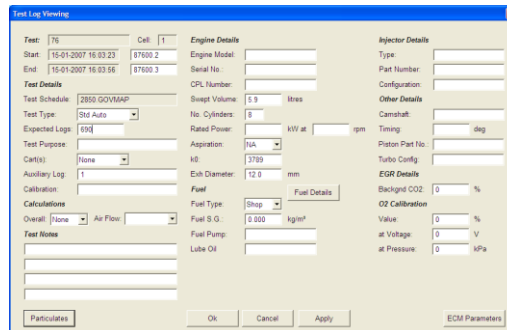 Test Log Viewing
Test: 76 Cell: 1
Start: 15-01-2007 16:03:23 87600.2
End: 15-01-2007 16:03:56 87600.3
Test Details
Test Schedule: 2850.GOVMAP
Test Type: Std Auto
Expected Logs: 690
Test Purpose:
Cart(s): None
Auxiliary Log: 1
Calibration:
Calculations
Overall: None Air Flow:
Test Notes
Particulates
Engine Details
Engine Model:
Serial No.:
CPL Number:
Swept Volume: 5.9 litres
No. Cylinders: 8
Rated Power: kW at rpm
Aspiration: NA
k0: 3789
Exh Diameter: 12.0 mm
Fuel
Fuel Details
Fuel Type: Shop
Fuel S.G.: 0.000 kg/m³
Fuel Pump:
Lube Oil
Ok Cancel Apply
Injector Details
Type:
Part Number:
Configuration:
Other Details
Camshaft:
Timing: deg
Piston Part No.:
Turbo Config:
EGR Details
Backgnd CO2: 0 %
O2 Calibration
Value: 0 %
at Voltage: 0 V
at Pressure: 0 kPa
ECM Parameters